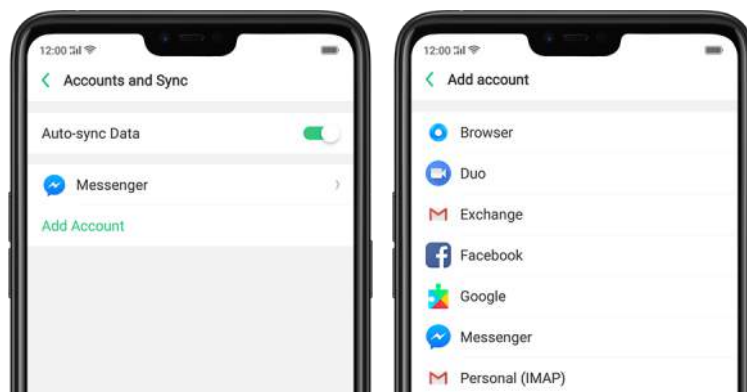 12:00
Accounts and Sync
Auto-sync Data
Messenger
Add Account
12:00
Add account
Browser
Duo
Exchange
Facebook
Google
Messenger
Personal (IMAP)